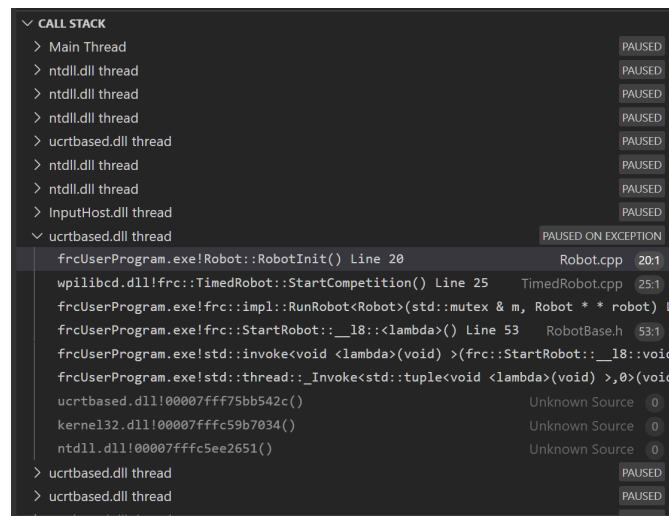 CALL STACK
Main Thread PAUSED
ntdll.dll thread PAUSED
ntdll.dll thread PAUSED
ntdll.dll thread PAUSED
ucrtbased.dll thread PAUSED
ntdll.dll thread PAUSED
ntdll.dll thread PAUSED
InputHost.dll thread PAUSED
ucrtbased.dll thread PAUSED ON EXCEPTION
frcUserProgram.exe!Robot::RobotInit() Line 20 Robot.cpp 20:1
wpilibcd.dll!frc::TimedRobot::StartCompetition() Line 25 TimedRobot.cpp 25:1
frcUserProgram.exe!frc::impl::RunRobot<Robot>(std::mutex & m, Robot * * robot)
frcUserProgram.exe!frc::StartRobot::__l8::<lambda>() Line 53 RobotBase.h 53:1
frcUserProgram.exe!std::invoke<void <lambda>(void) >(frc::StartRobot::__l8::void
frcUserProgram.exe!std::thread::_Invoke<std::tuple<void <lambda>(void) >,0>(void
ucrtbased.dll!00007fff75bb542c() Unknown Source 0
kernel32.dll!00007fffc59b7034() Unknown Source 0
ntdll.dll!00007fffc5ee2651() Unknown Source 0
ucrtbased.dll thread PAUSED
ucrtbased.dll thread PAUSED